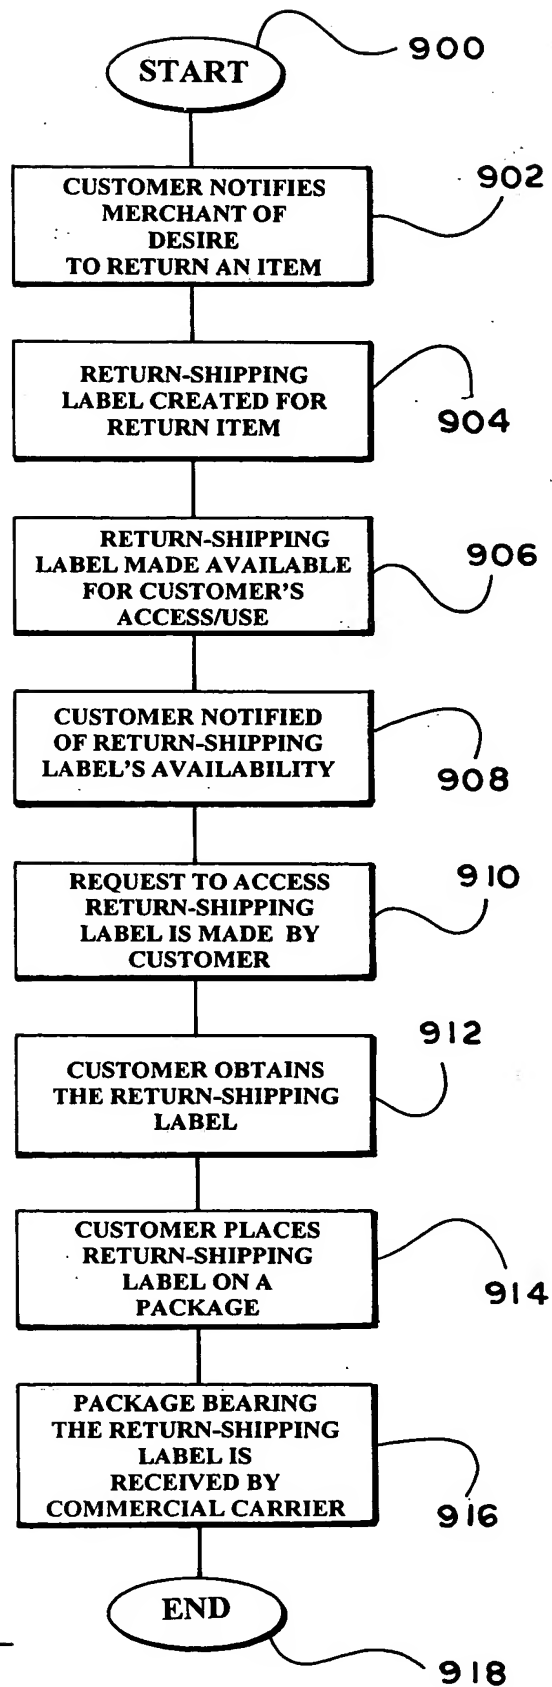 START
900
CUSTOMER NOTIFIES
MERCHANT OF
DESIRE
TO RETURN AN ITEM
902
RETURN-SHIPPING
LABEL CREATED FOR
RETURN ITEM
904
RETURN-SHIPPING
LABEL MADE AVAILABLE
FOR CUSTOMER'S
ACCESS/USE
906
CUSTOMER NOTIFIED
OF RETURN-SHIPPING
LABEL'S AVAILABILITY
908
REQUEST TO ACCESS
RETURN-SHIPPING
LABEL IS MADE BY
CUSTOMER
910
CUSTOMER OBTAINS
THE RETURN-SHIPPING
LABEL
912
CUSTOMER PLACES
RETURN-SHIPPING
LABEL ON A
PACKAGE
914
PACKAGE BEARING
THE RETURN-SHIPPING
LABEL IS
RECEIVED BY
COMMERCIAL CARRIER
916
END
918